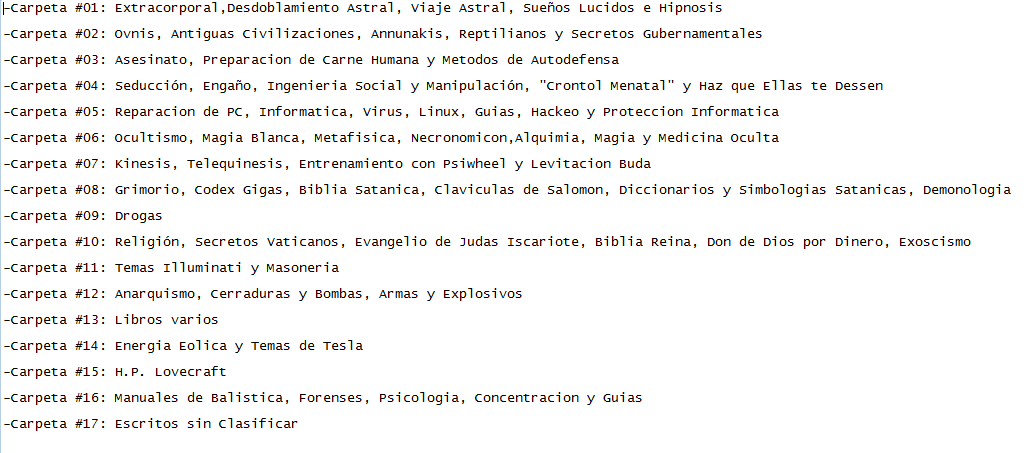 -Carpeta #01: Extracorporal,Desdoblamiento Astral, Viaje Astral, Sueños Lucidos e Hipnosis
-Carpeta #02: Ovnis, Antiguas Civilizaciones, Annunakis, Reptilianos y Secretos Gubernamentales
-Carpeta #03: Asesinato, Preparacion de Carne Humana y Metodos de Autodefensa
-Carpeta #04: Seducción, Engaño, Ingenieria Social y Manipulación, "Crontol Menatal" y Haz que Ellas te Dessen
-Carpeta #05: Reparacion de PC, Informatica, Virus, Linux, Guias, Hackeo y Proteccion Informatica
-Carpeta #06: Ocultismo, Magia Blanca, Metafisica, Necronomicon,Alquimia, Magia y Medicina Oculta
-Carpeta #07: Kinesis, Telequinesis, Entrenamiento con Psiwheel y Levitacion Buda
-Carpeta #08: Grimorio, Codex Gigas, Biblia Satanica, Claviculas de Salomon, Diccionarios y Simbologias Satanicas, Demonologia
-Carpeta #09: Drogas
-Carpeta #10: Religión, Secretos Vaticanos, Evangelio de Judas Iscariote, Biblia Reina, Don de Dios por Dinero, Exoscismo
-Carpeta #11: Temas Illuminati y Masoneria
-Carpeta #12: Anarquismo, Cerraduras y Bombas, Armas y Explosivos
-Carpeta #13: Libros varios
-Carpeta #14: Energia Eolica y Temas de Tesla
-Carpeta #15: H.P. Lovecraft
-Carpeta #16: Manuales de Balistica, Forenses, Psicologia, Concentracion y Guias
-Carpeta #17: Escritos sin Clasificar